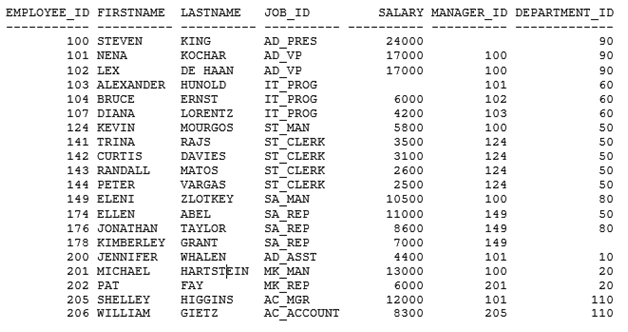 EMPLOYEE_ID FIRSTNAME LASTNAME JOB_ID SALARY MANAGER_ID DEPARTMENT_ID
----------- ---------- ---------- ----------- ---------- ---------- -------------
100 STEVEN KING AD_PRES 24000 90
101 NENA KOCHAR AD_VP 17000 100 90
102 LEX DE HAAN AD_VP 17000 100 90
103 ALEXANDER HUNOLD IT_PROG 101 60
104 BRUCE ERNST IT_PROG 6000 102 60
107 DIANA LORENTZ IT_PROG 4200 103 60
124 KEVIN MOURGOS ST_MAN 5800 100 50
141 TRINA RAJS ST_CLERK 3500 124 50
142 CURTIS DAVIES ST_CLERK 3100 124 50
143 RANDALL MATOS ST_CLERK 2600 124 50
144 PETER VARGAS ST_CLERK 2500 124 50
149 ELENI ZLOTKEY SA_MAN 10500 100 80
174 ELLEN ABEL SA_REP 11000 149 50
176 JONATHAN TAYLOR SA_REP 8600 149 80
178 KIMBERLEY GRANT SA_REP 7000 149
200 JENNIFER WHALEN AD_ASST 4400 101 10
201 MICHAEL HARTSTEIN MK_MAN 13000 100 20
202 PAT FAY MK_REP 6000 201 20
205 SHELLEY HIGGINS AC_MGR 12000 101 110
206 WILLIAM GIETZ AC_ACCOUNT 8300 205 110